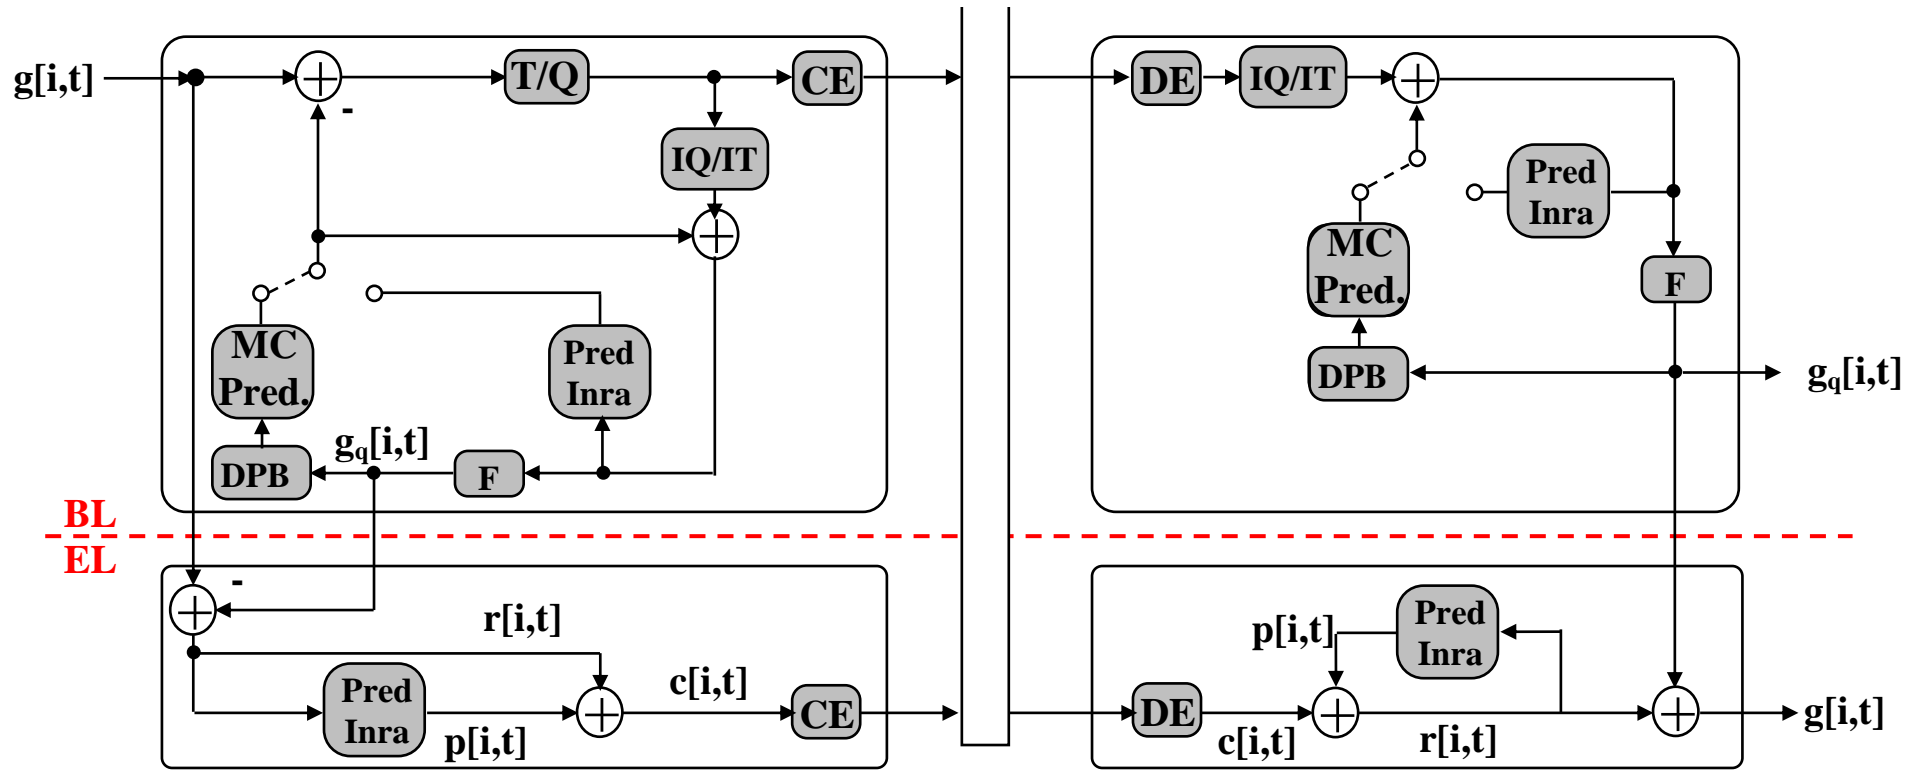 g[i,t]
-
T/Q
CE
IQ/IT
MC
Pred.
Pred
Inra
DPB
gq[i,t]
F
DE
IQ/IT
Pred
Inra
MC
Pred.
F
DPB
gq[i,t]
BL
EL
-
r[i,t]
Pred
Inra
p[i,t]
c[i,t]
CE
DE
c[i,t]
p[i,t]
Pred
Inra
r[i,t]
g[i,t]